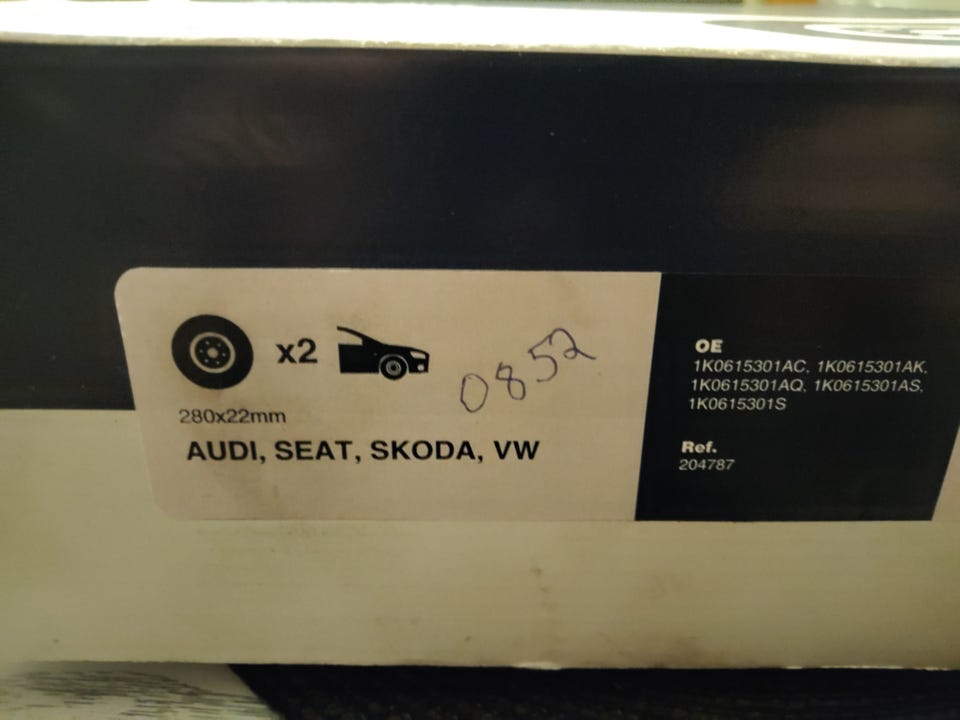 x2
0852
280x22mm
AUDI, SEAT, SKODA, VW
OE
1K0615301AC, 1K0615301AK,
1K0615301AQ, 1K0615301AS,
1K0615301S
Ref.
204787